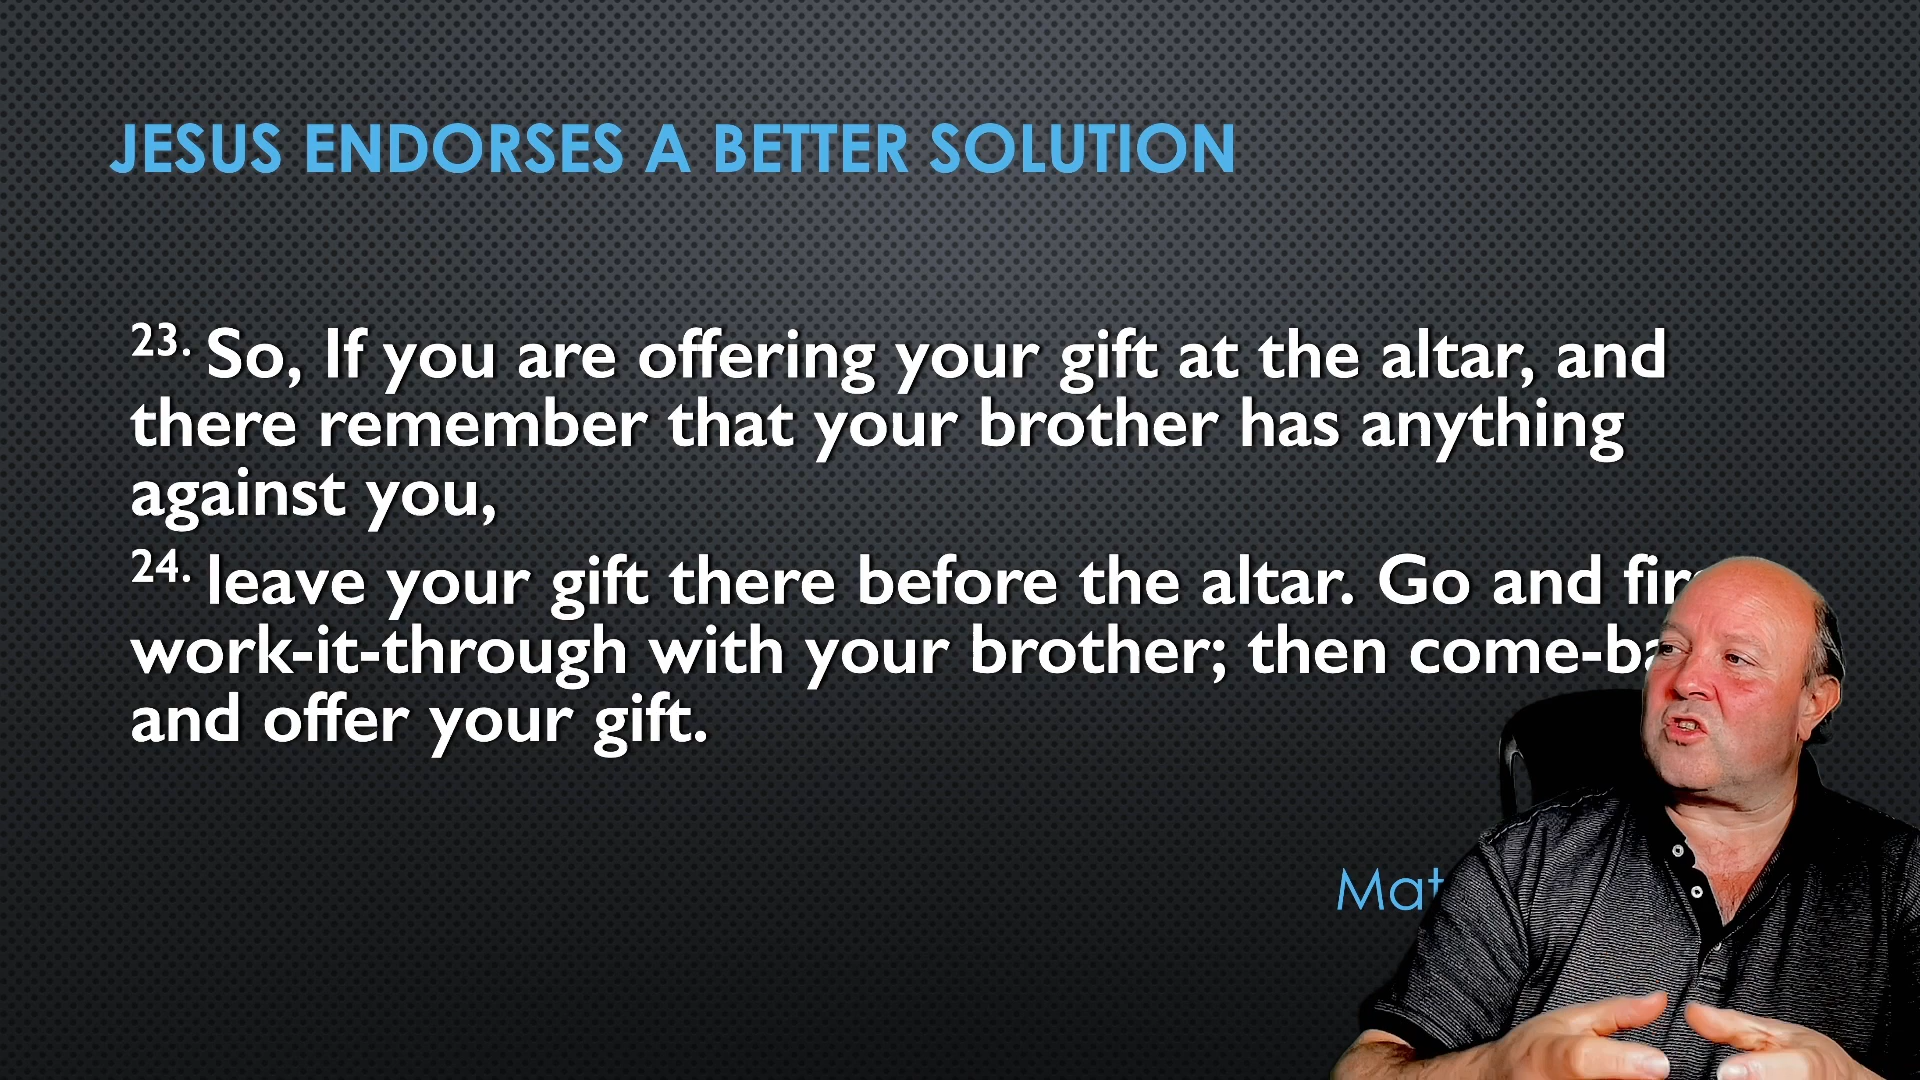 JESUS ENDORSES A BETTER SOLUTION
23. So, If you are offering your gift at the altar, and
there remember that your brother has anything
against you,
24. leave your gift there before the altar. Go and
work-it-through with your brother; then
and offer your gift.